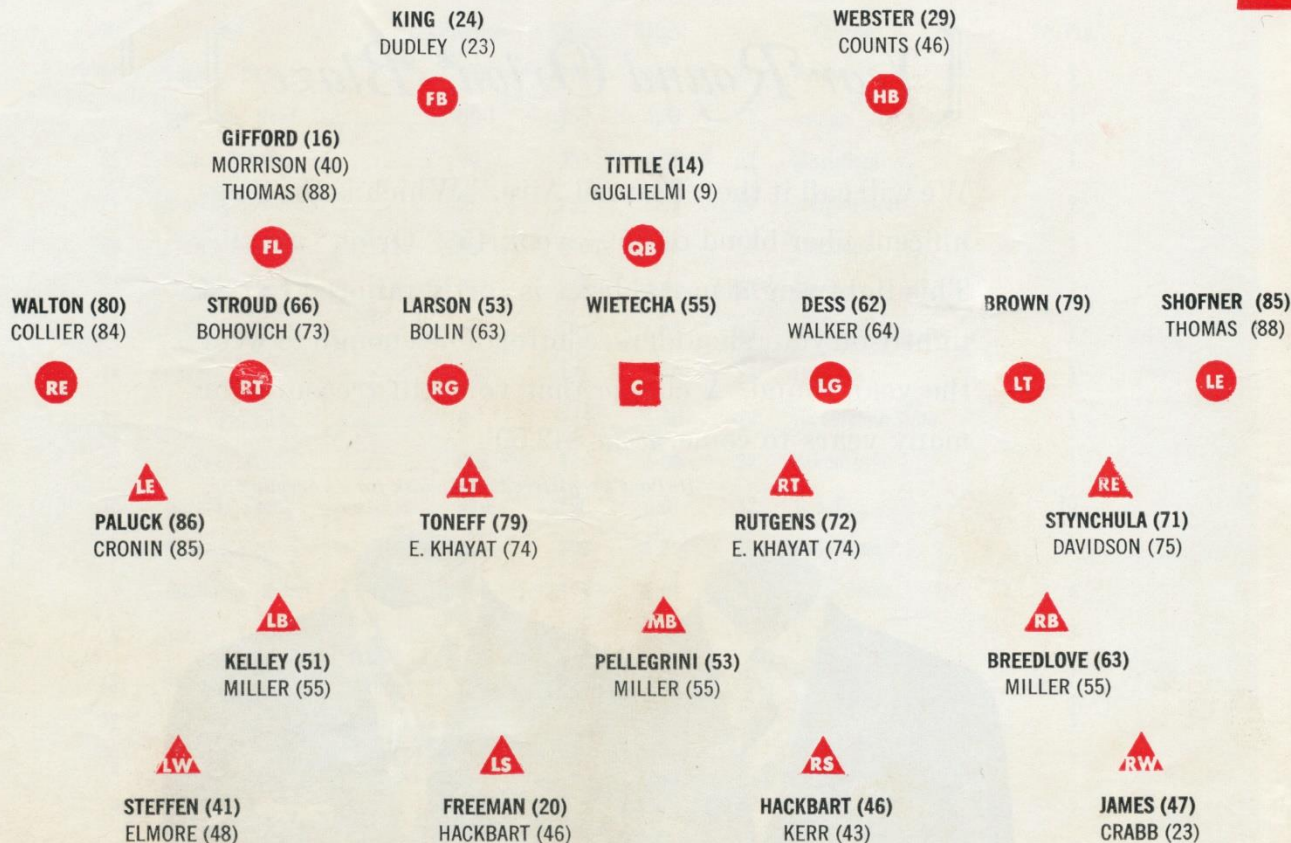 KING (24)
DUDLEY (23)
FB
WEBSTER (29)
COUNTS (46)
HB
GIFFORD (16)
MORRISON (40)
THOMAS (88)
FL
TITTLE (14)
GUGLIELMI (9)
QB
WALTON (80)
COLLIER (84)
RE
STROUD (66)
BOHOVICH (73)
RT
LARSON (53)
BOLIN (63)
RG
WIETECHA (55)
C
DESS (62)
WALKER (64)
LG
BROWN (79)
LT
SHOFNER (85)
THOMAS (88)
LE
LE
PALUCK (86)
CRONIN (85)
LT
TONEFF (79)
E. KHAYAT (74)
RT
RUTGENS (72)
E. KHAYAT (74)
RE
STYNCHULA (71)
DAVIDSON (75)
LB
KELLEY (51)
MILLER (55)
MB
PELLEGRINI (53)
MILLER (55)
RB
BREEDLOVE (63)
MILLER (55)
LW
STEFFEN (41)
ELMORE (48)
LS
FREEMAN (20)
HACKBART (46)
RS
HACKBART (46)
KERR (43)
RW
JAMES (47)
CRABB (23)